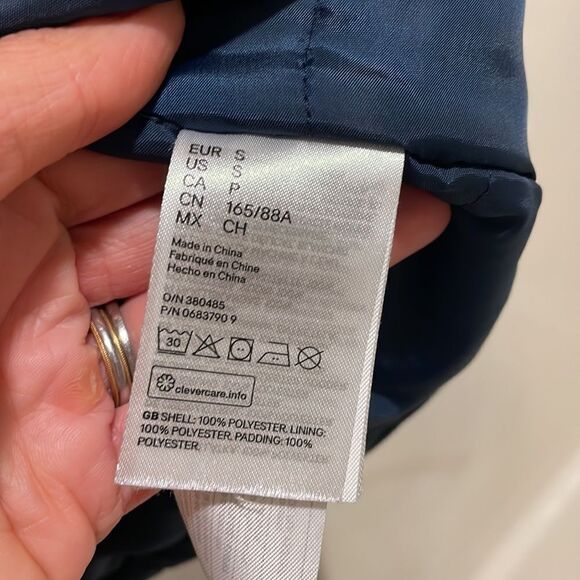 EUR S
US S
CA P
CN 165/88A
MX CH
Made in China
Fabriqué en Chine
Hecho en China
O/N 380485
P/N 0683790 9
30
clevercare.info
GB SHELL: 100% POLYESTER. LINING:
100% POLYESTER. PADDING: 100%
POLYESTER.